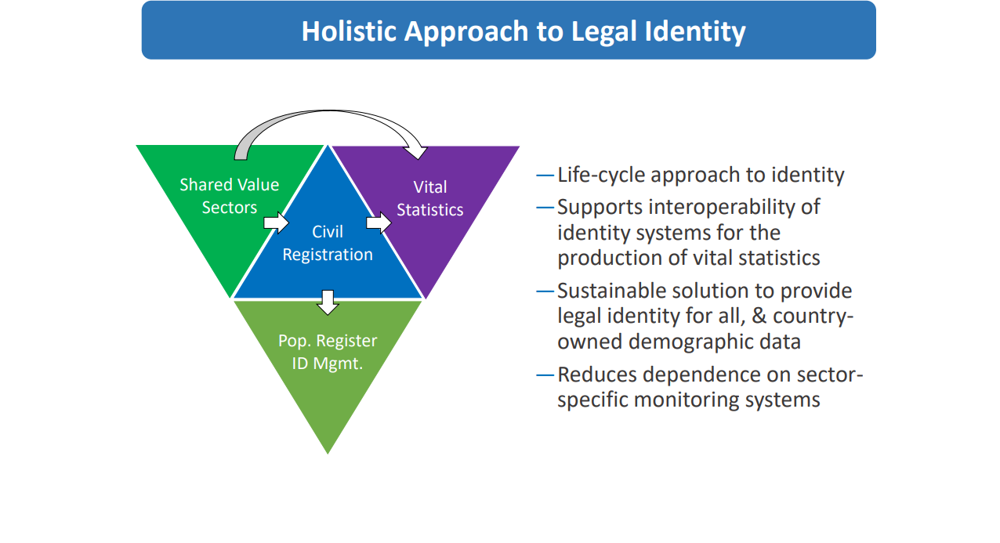 Holistic Approach to Legal Identity
Shared Value
Sectors
Civil
Registration
Vital
Statistics
Pop. Register
ID Mgmt.
—Life-cycle approach to identity
—Supports interoperability of
identity systems for the
production of vital statistics
—Sustainable solution to provide
legal identity for all, & country-
owned demographic data
—Reduces dependence on sector-
specific monitoring systems